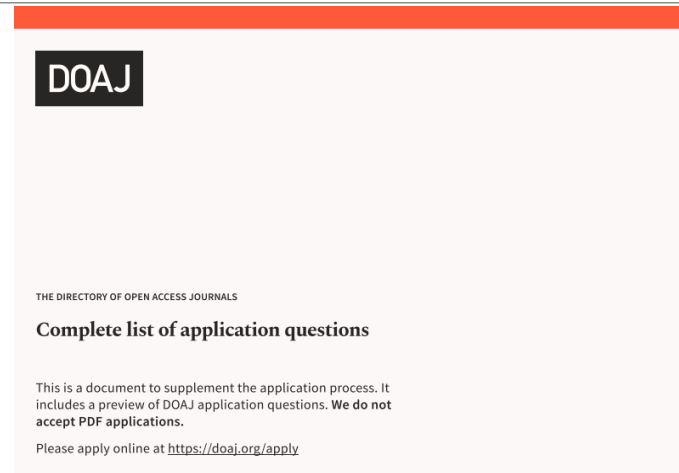 DOAJ
THE DIRECTORY OF OPEN ACCESS JOURNALS
Complete list of application questions
This is a document to supplement the application process. It
includes a preview of DOAJ application questions. We do not
accept PDF applications.
Please apply online at https://doaj.org/apply